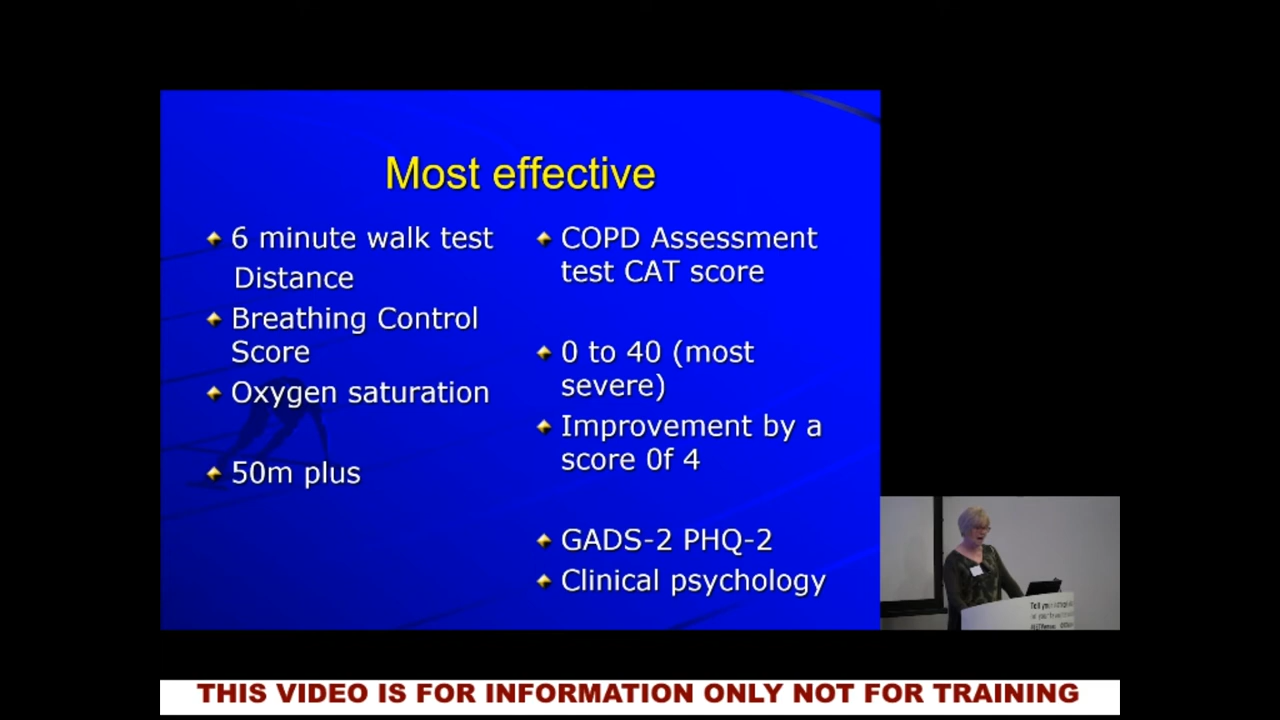 Most effective
6 minute walk test
Distance
Breathing Control
Score
Oxygen saturation
50m plus
COPD Assessment
test CAT score
0 to 40 (most
severe)
Improvement by a
score 0f 4
GADS-2 PHQ-2
Clinical psychology
THIS VIDEO IS FOR INFORMATION ONLY NOT FOR TRAINING